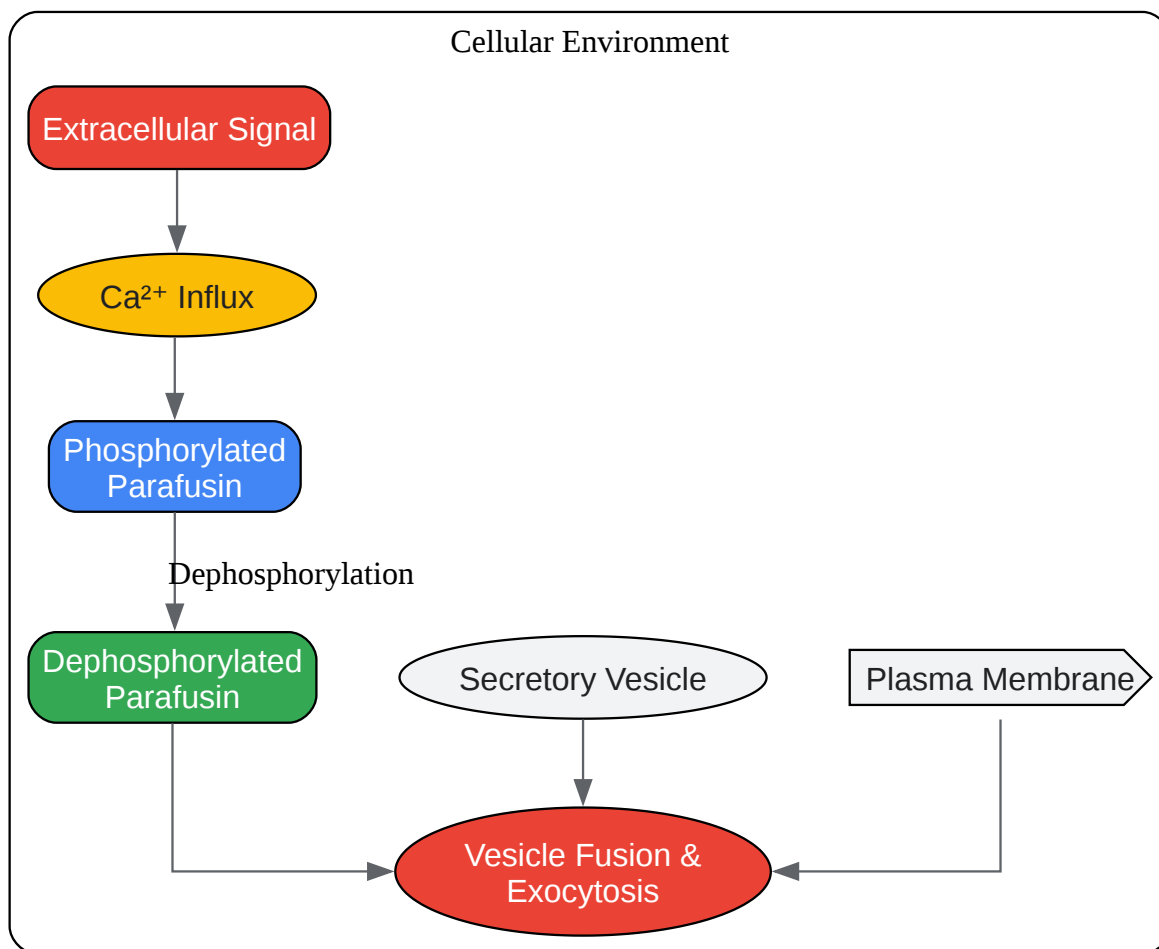 Cellular Environment
Extracellular Signal
Ca²⁺ Influx
Phosphorylated
Parafusin
Dephosphorylation
Dephosphorylated
Parafusin
Secretory Vesicle
Plasma Membrane
Vesicle Fusion &
Exocytosis